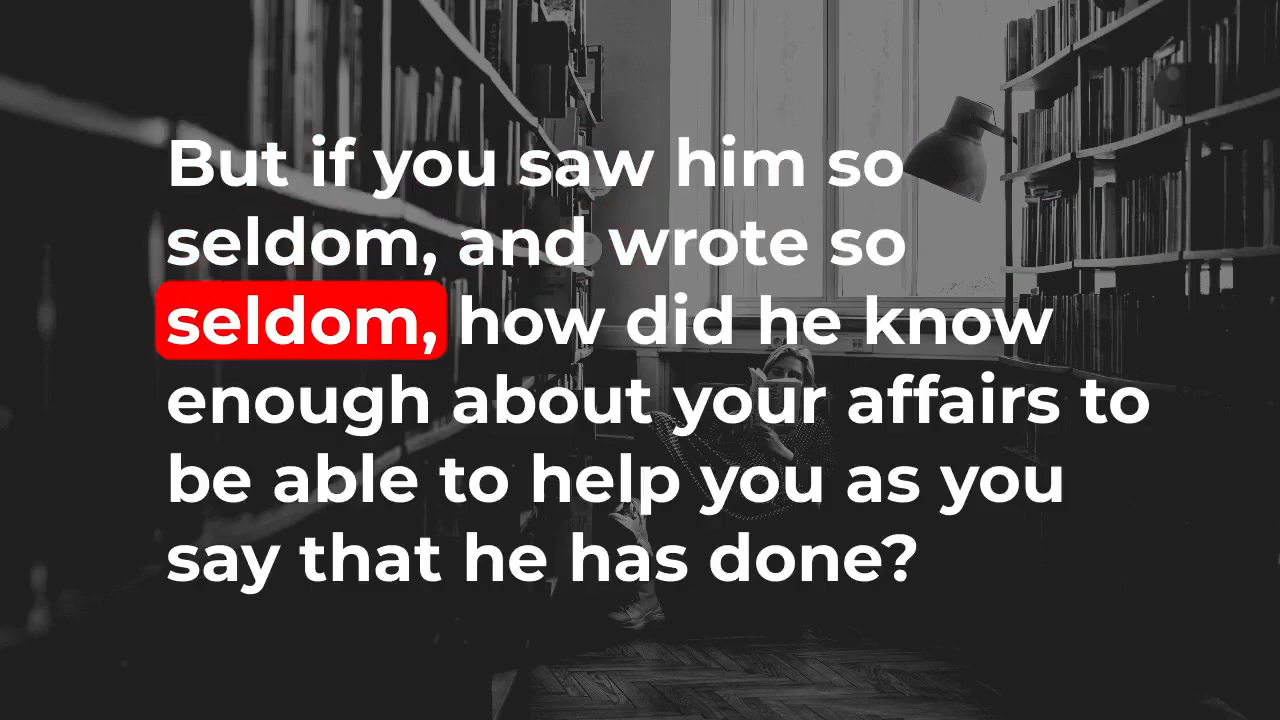 But if you saw him so
seldom, and wrote so
seldom, how did he know
enough about your affairs to
be able to help you as you
say that he has done?